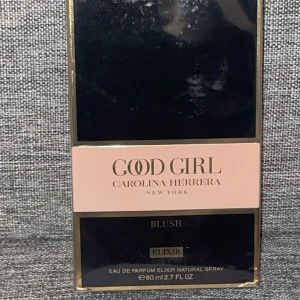 GOOD GIRL
CAROLINA HERRERA
NEW YORK
BLUSH
ELIXIR
EAU DE PARFUM ELIXIR NATURAL SPRAY
℮80 ml 2.7 FL OZ